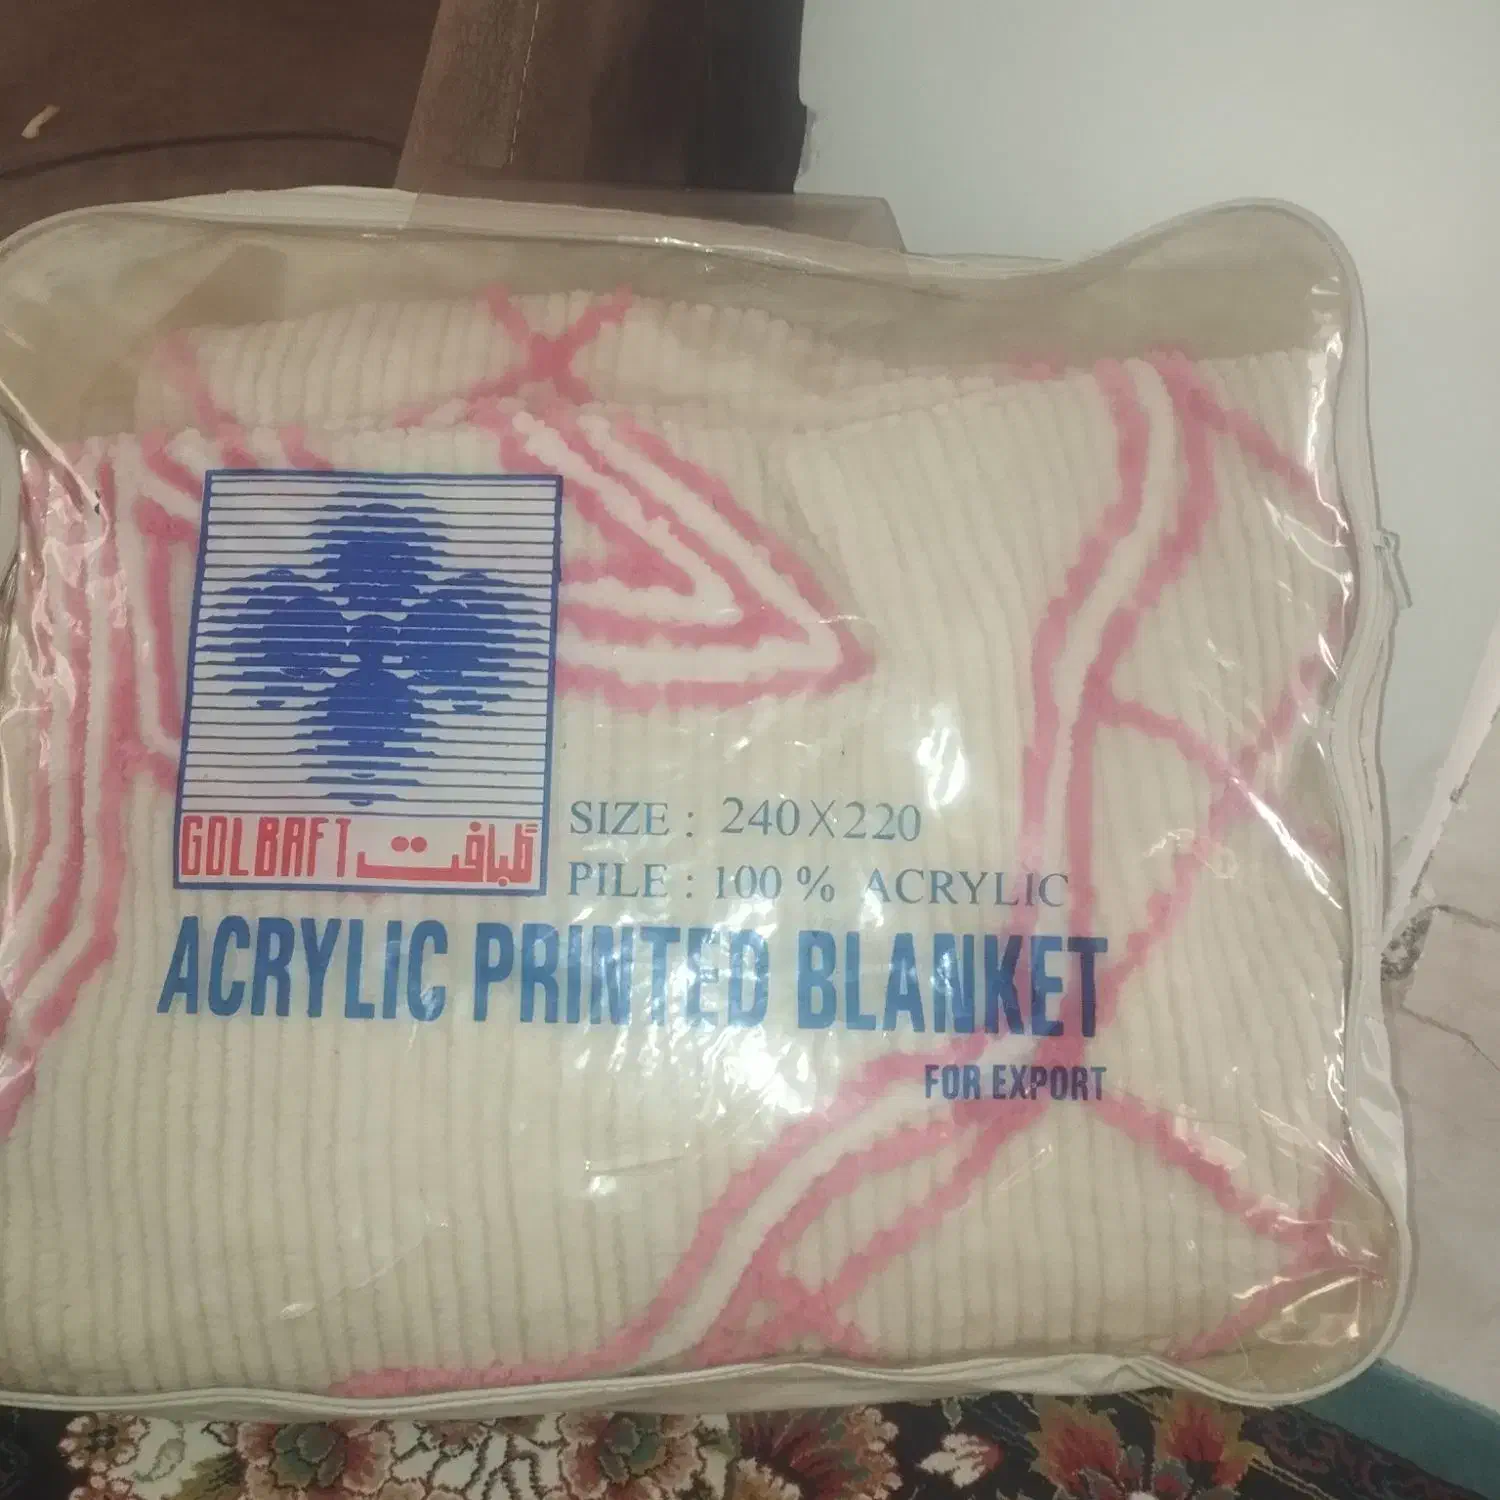 GOLBAFT گلبافت
SIZE : 240X220
PILE : 100 % ACRYLIC
ACRYLIC PRINTED BLANKET
FOR EXPORT